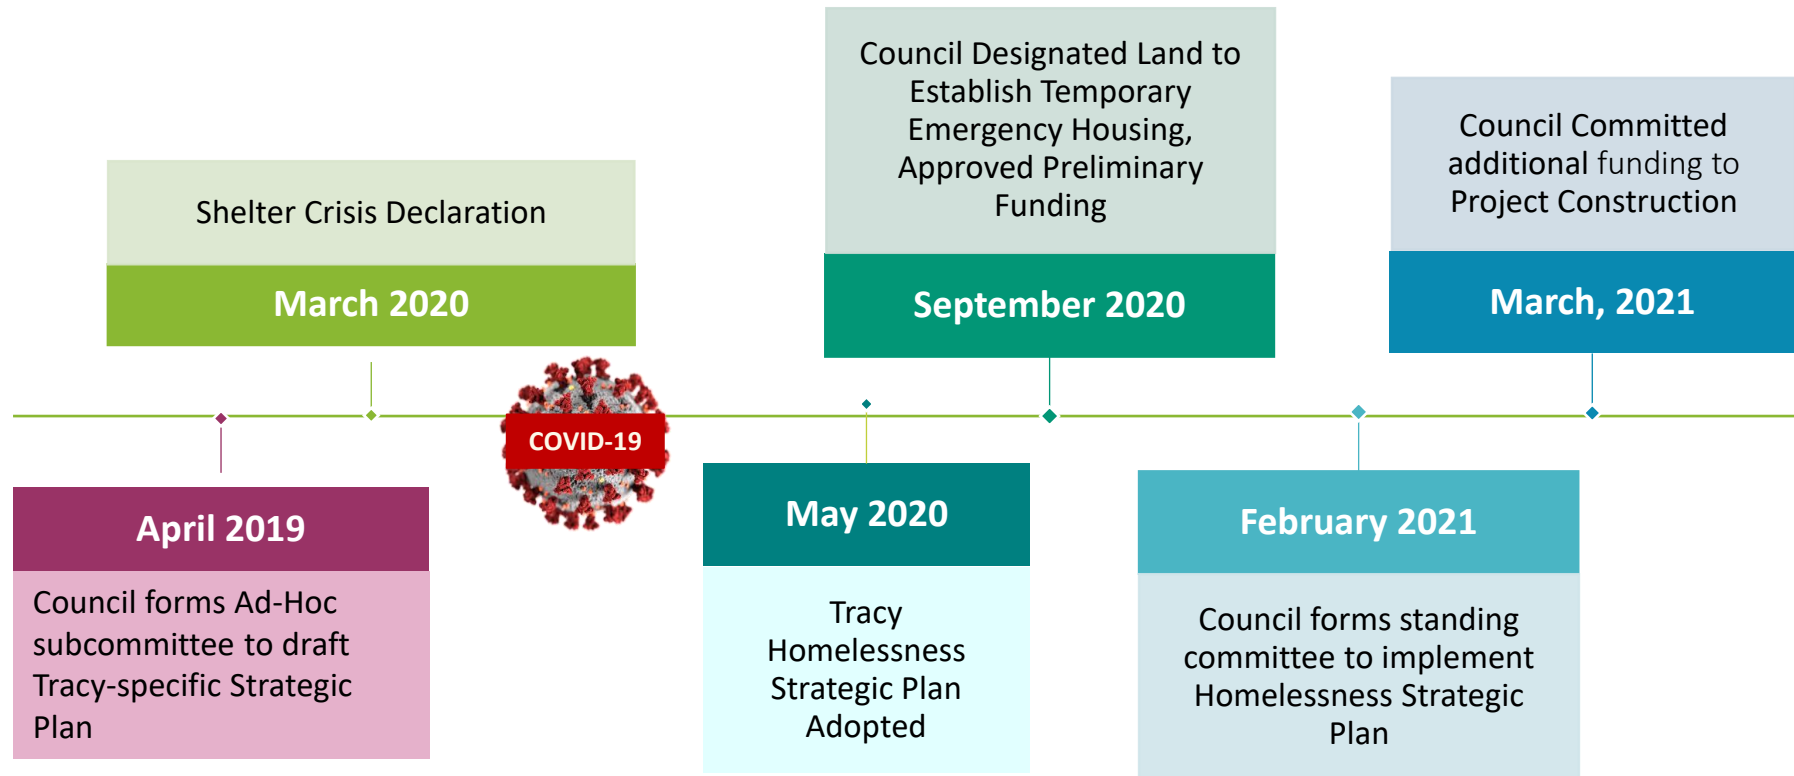 Shelter Crisis Declaration
March 2020
Council Designated Land to
Establish Temporary
Emergency Housing,
Approved Preliminary
Funding
September 2020
Council Committed
additional funding to
Project Construction
March, 2021
COVID-19
April 2019
Council forms Ad-Hoc
subcommittee to draft
Tracy-specific Strategic
Plan
May 2020
Tracy
Homelessness
Strategic Plan
Adopted
February 2021
Council forms standing
committee to implement
Homelessness Strategic
Plan